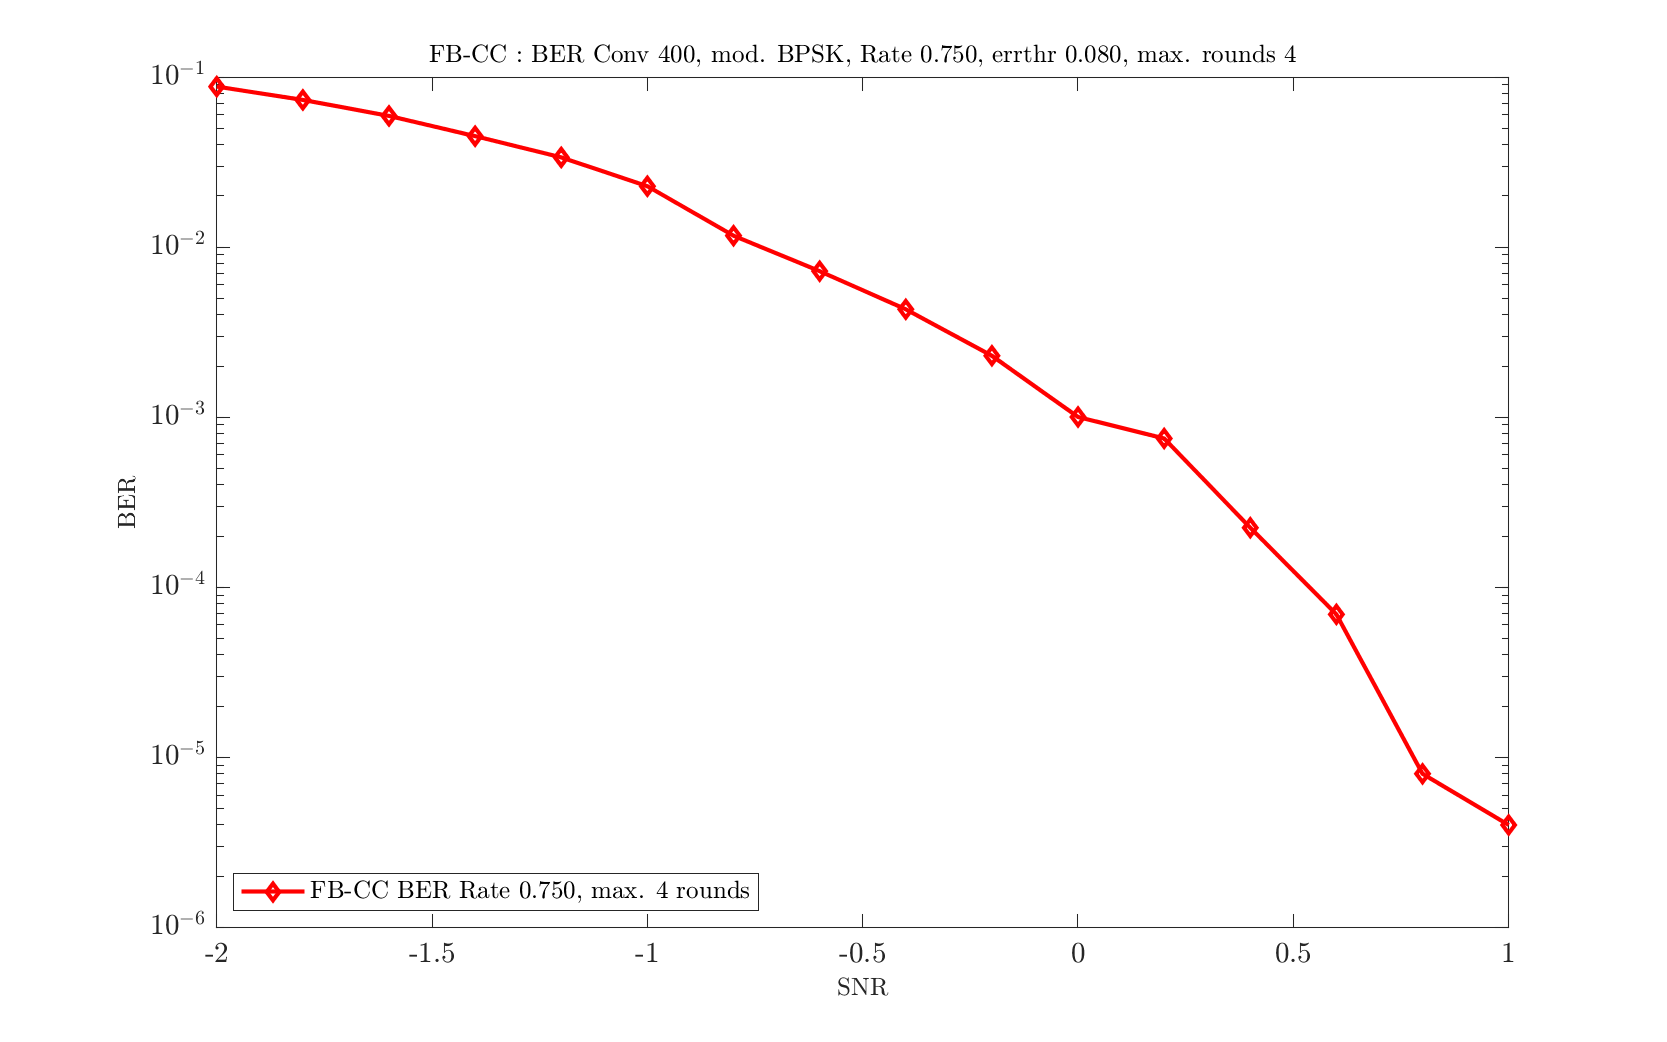 FB-CC : BER Conv 400, mod. BPSK, Rate 0.750, errthr 0.080, max. rounds 4
10⁻¹
10⁻²
10⁻³
10⁻⁴
10⁻⁵
10⁻⁶
BER
FB-CC BER Rate 0.750, max. 4 rounds
-2 -1.5 -1 -0.5 0 0.5 1
SNR